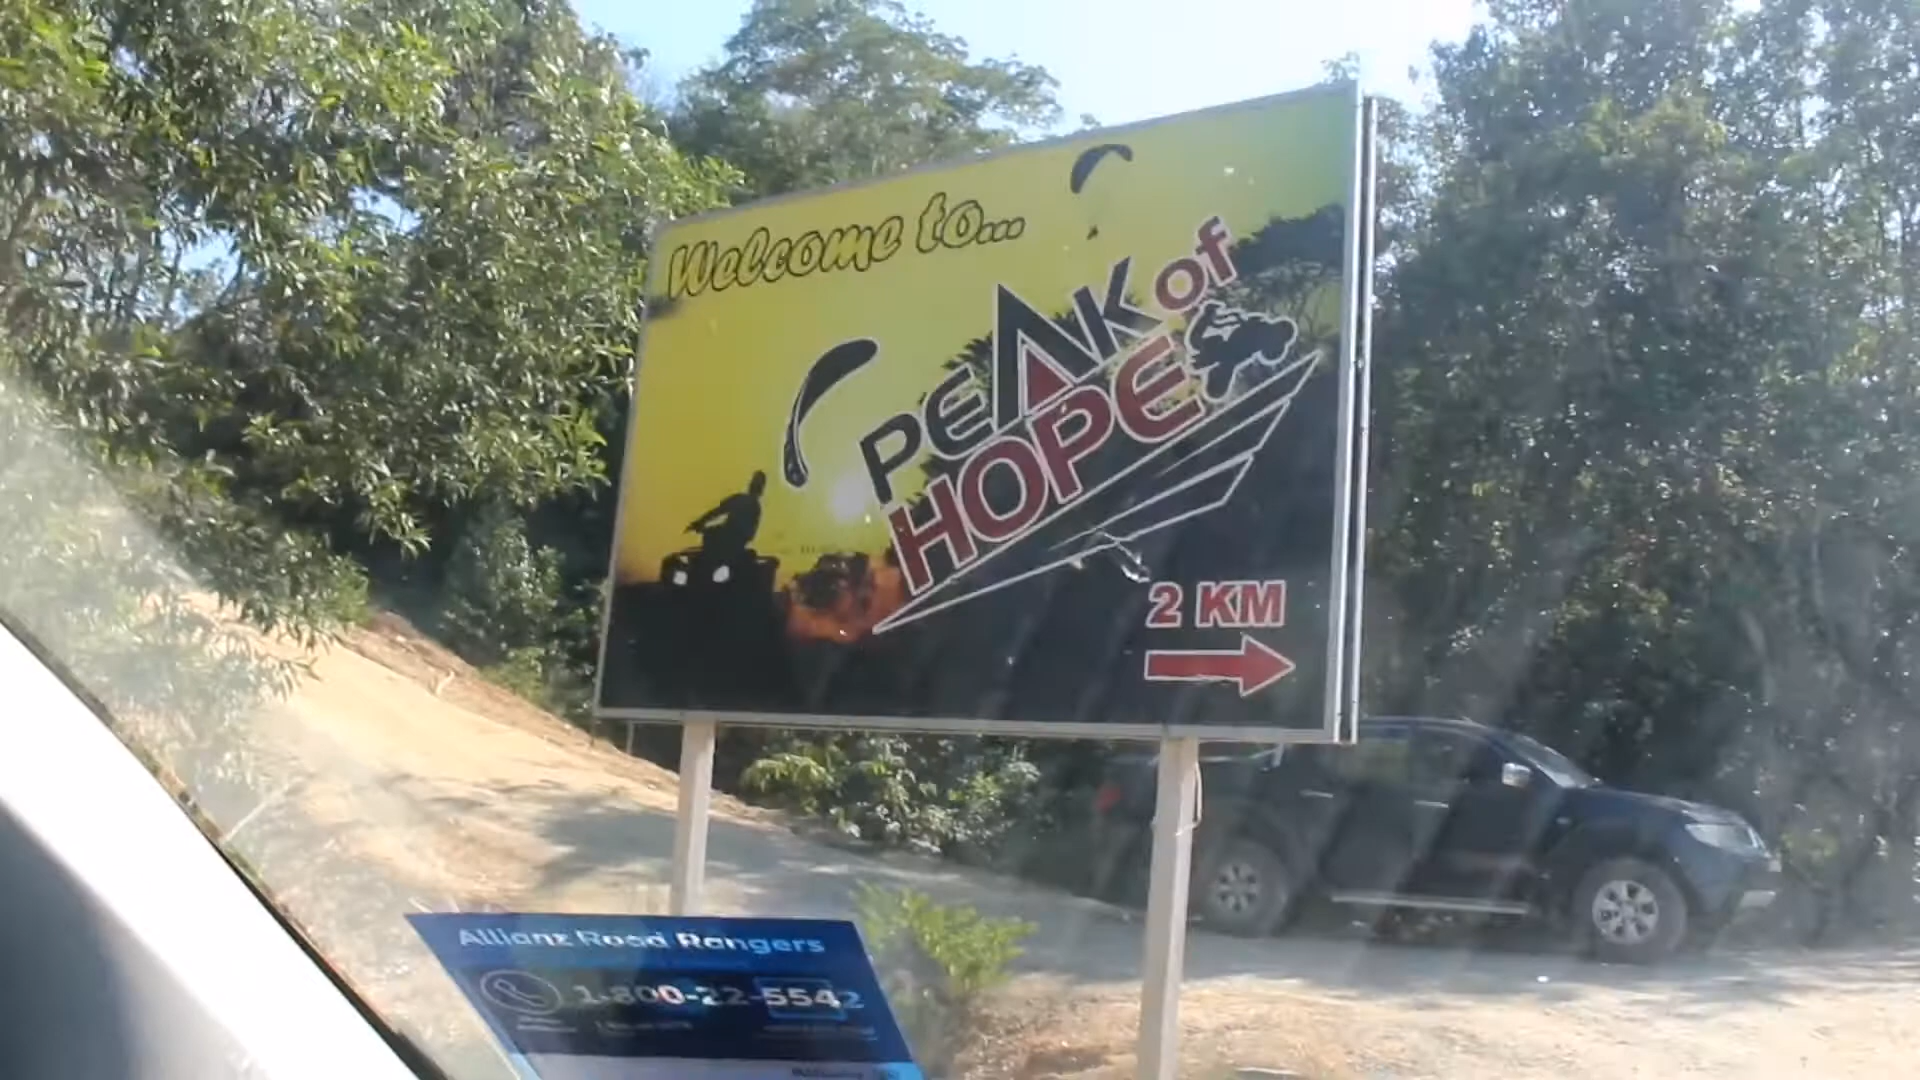 Welcome to...
PEAK of
HOPE
2 KM
Allianz Road Rangers
1-800-22-5542